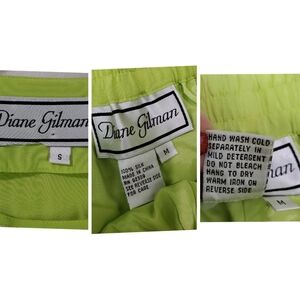 Diane Gilman
S
Diane Gilman
M
100% SILK
MADE IN CHINA
SEE REVERSE SIDE
FOR CARE
man
M
HAND WASH COLD
SEPARATELY IN
MILD DETERGENT
DO NOT BLEACH
HANG TO DRY
WARM IRON ON
REVERSE SIDE